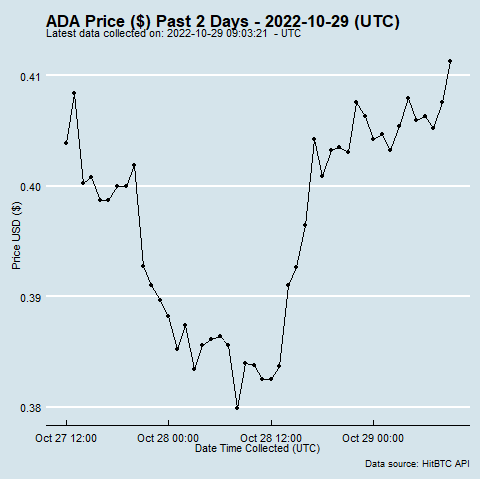 ADA Price ($) Past 2 Days - 2022-10-29 (UTC)
Latest data collected on: 2022-10-29 09:03:21  - UTC
0.41
0.40
0.39
0.38
Price USD ($)
Oct 27 12:00
Oct 28 00:00
Oct 28 12:00
Oct 29 00:00
Date Time Collected (UTC)
Data source: HitBTC API